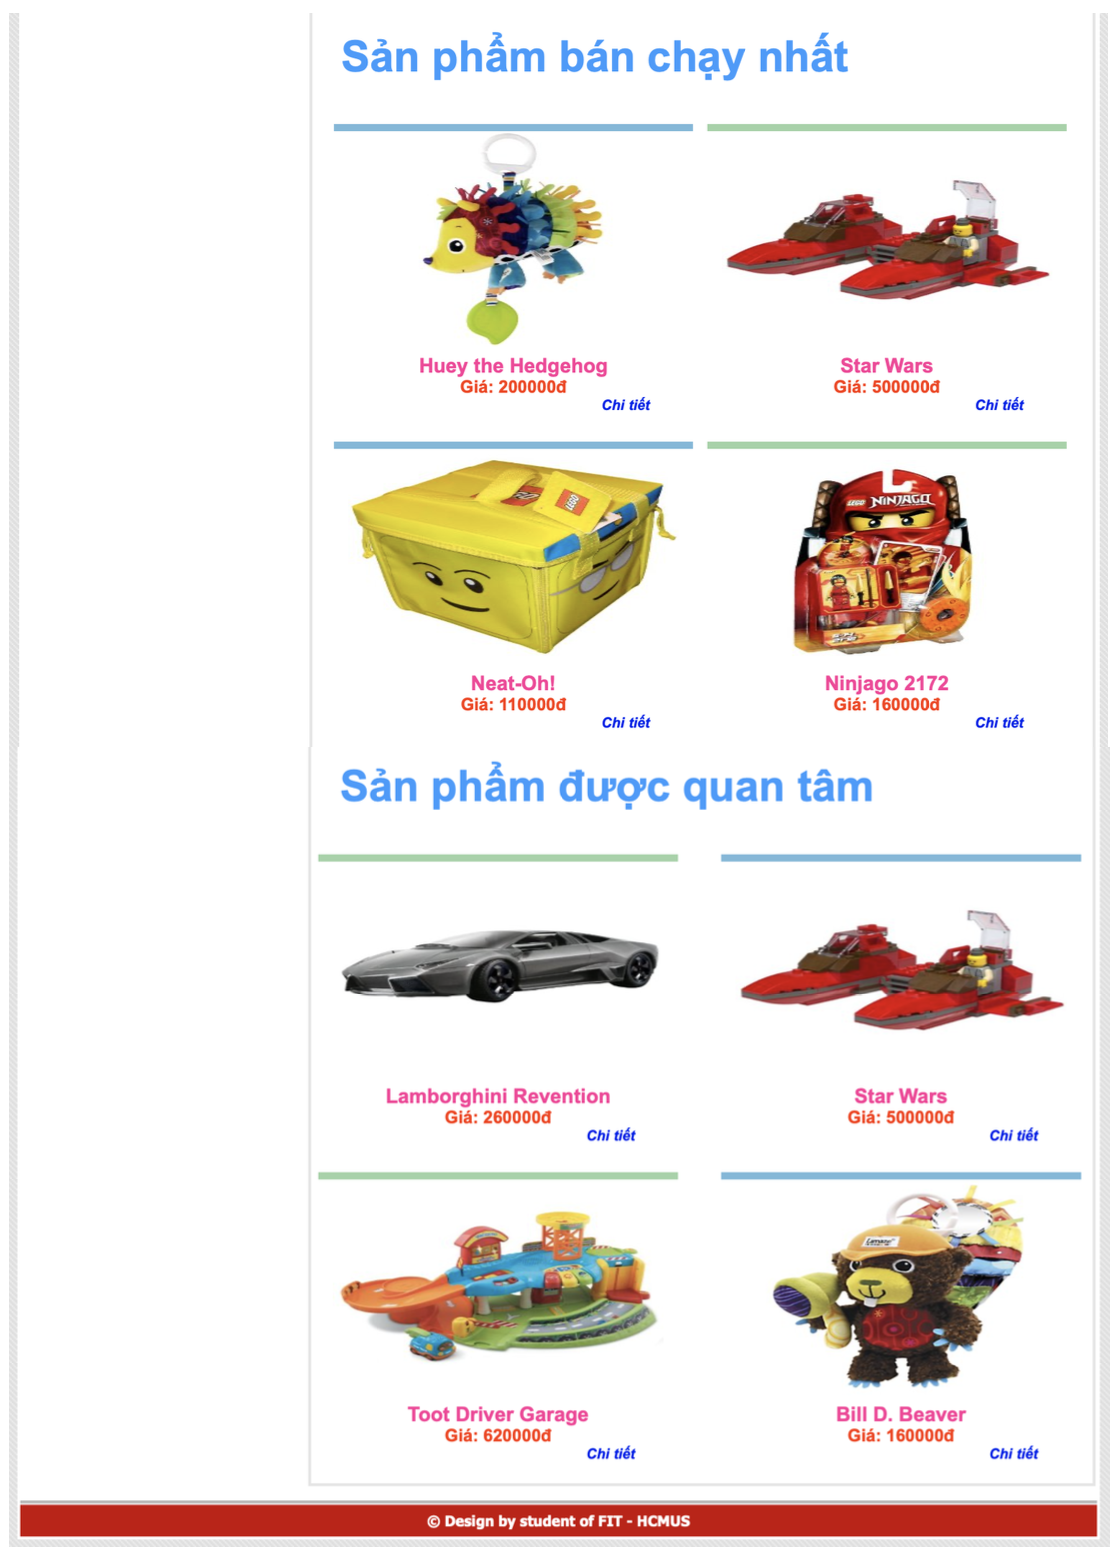 Sản phẩm bán chạy nhất
Huey the Hedgehog
Giá: 200000đ
Chi tiết
Star Wars
Giá: 500000đ
Chi tiết
LEGO
LEGO
NINJAGO
Neat-Oh!
Giá: 110000đ
Chi tiết
Ninjago 2172
Giá: 160000đ
Chi tiết
Sản phẩm được quan tâm
Lamborghini Revention
Giá: 260000đ
Chi tiết
Star Wars
Giá: 500000đ
Chi tiết
Lamaze
Toot Driver Garage
Giá: 620000đ
Chi tiết
Bill D. Beaver
Giá: 160000đ
Chi tiết
© Design by student of FIT - HCMUS